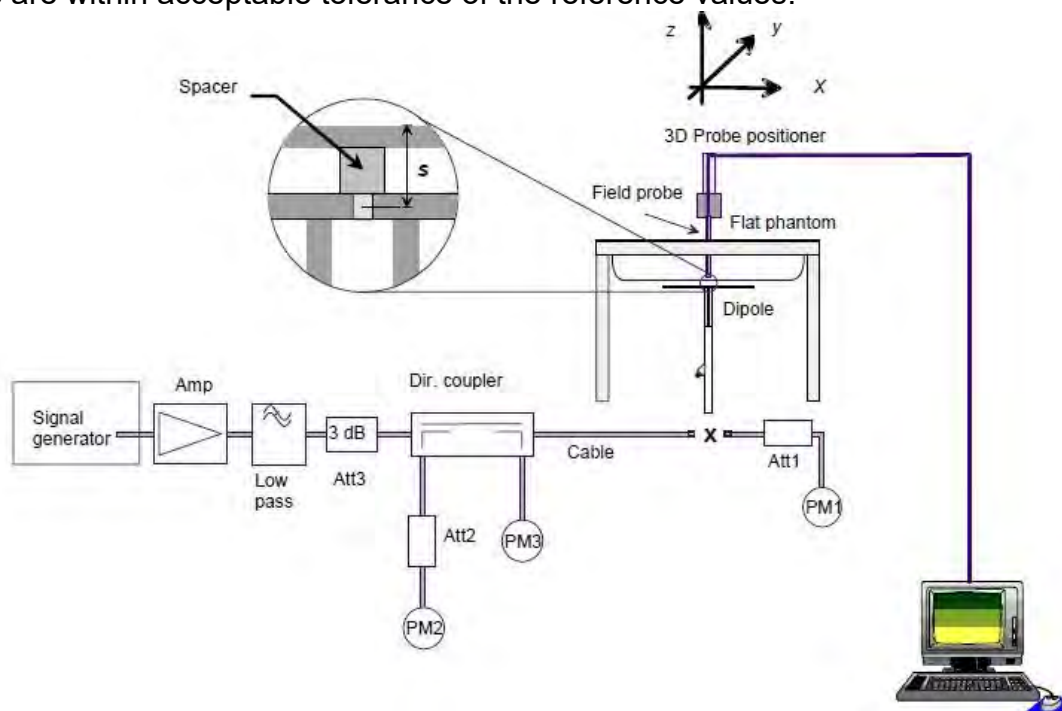 are within acceptable tolerance of the reference values.
z
y
X
Spacer
s
3D Probe positioner
Field probe
Flat phantom
Dipole
Signal
generator
Amp
Low
pass
3 dB
Att3
Dir. coupler
Cable
x
Att1
PM1
Att2
PM3
PM2